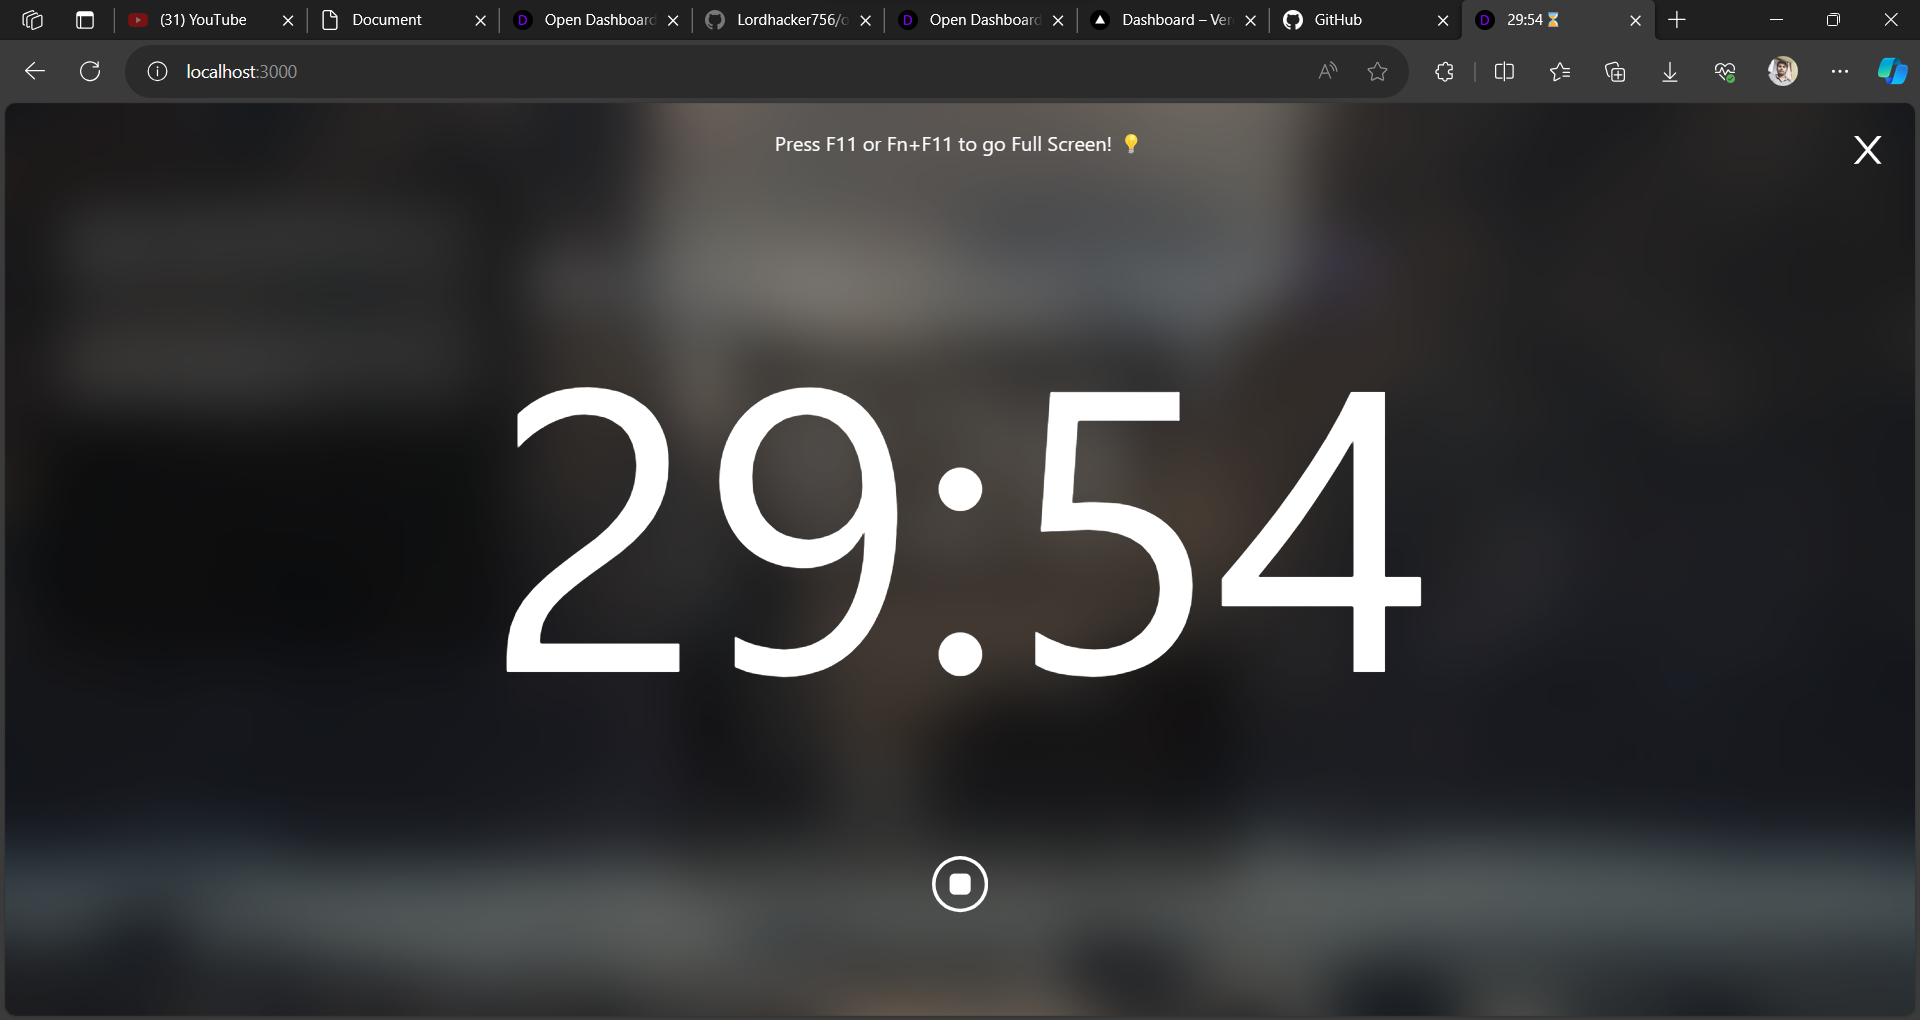 (31) YouTube
Document
Open Dashboard
Lordhacker756/o
Open Dashboard
Dashboard – Ver
GitHub
29:54⌛
localhost:3000
Press F11 or Fn+F11 to go Full Screen! 💡
X
29:54